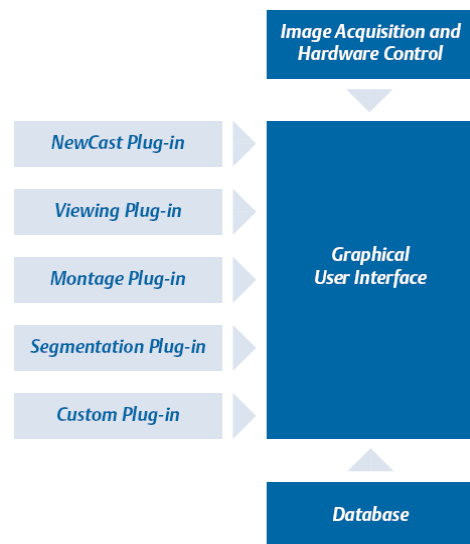 Image Acquisition and
Hardware Control
NewCast Plug-in
Viewing Plug-in
Montage Plug-in
Segmentation Plug-in
Custom Plug-in
Graphical
User Interface
Database